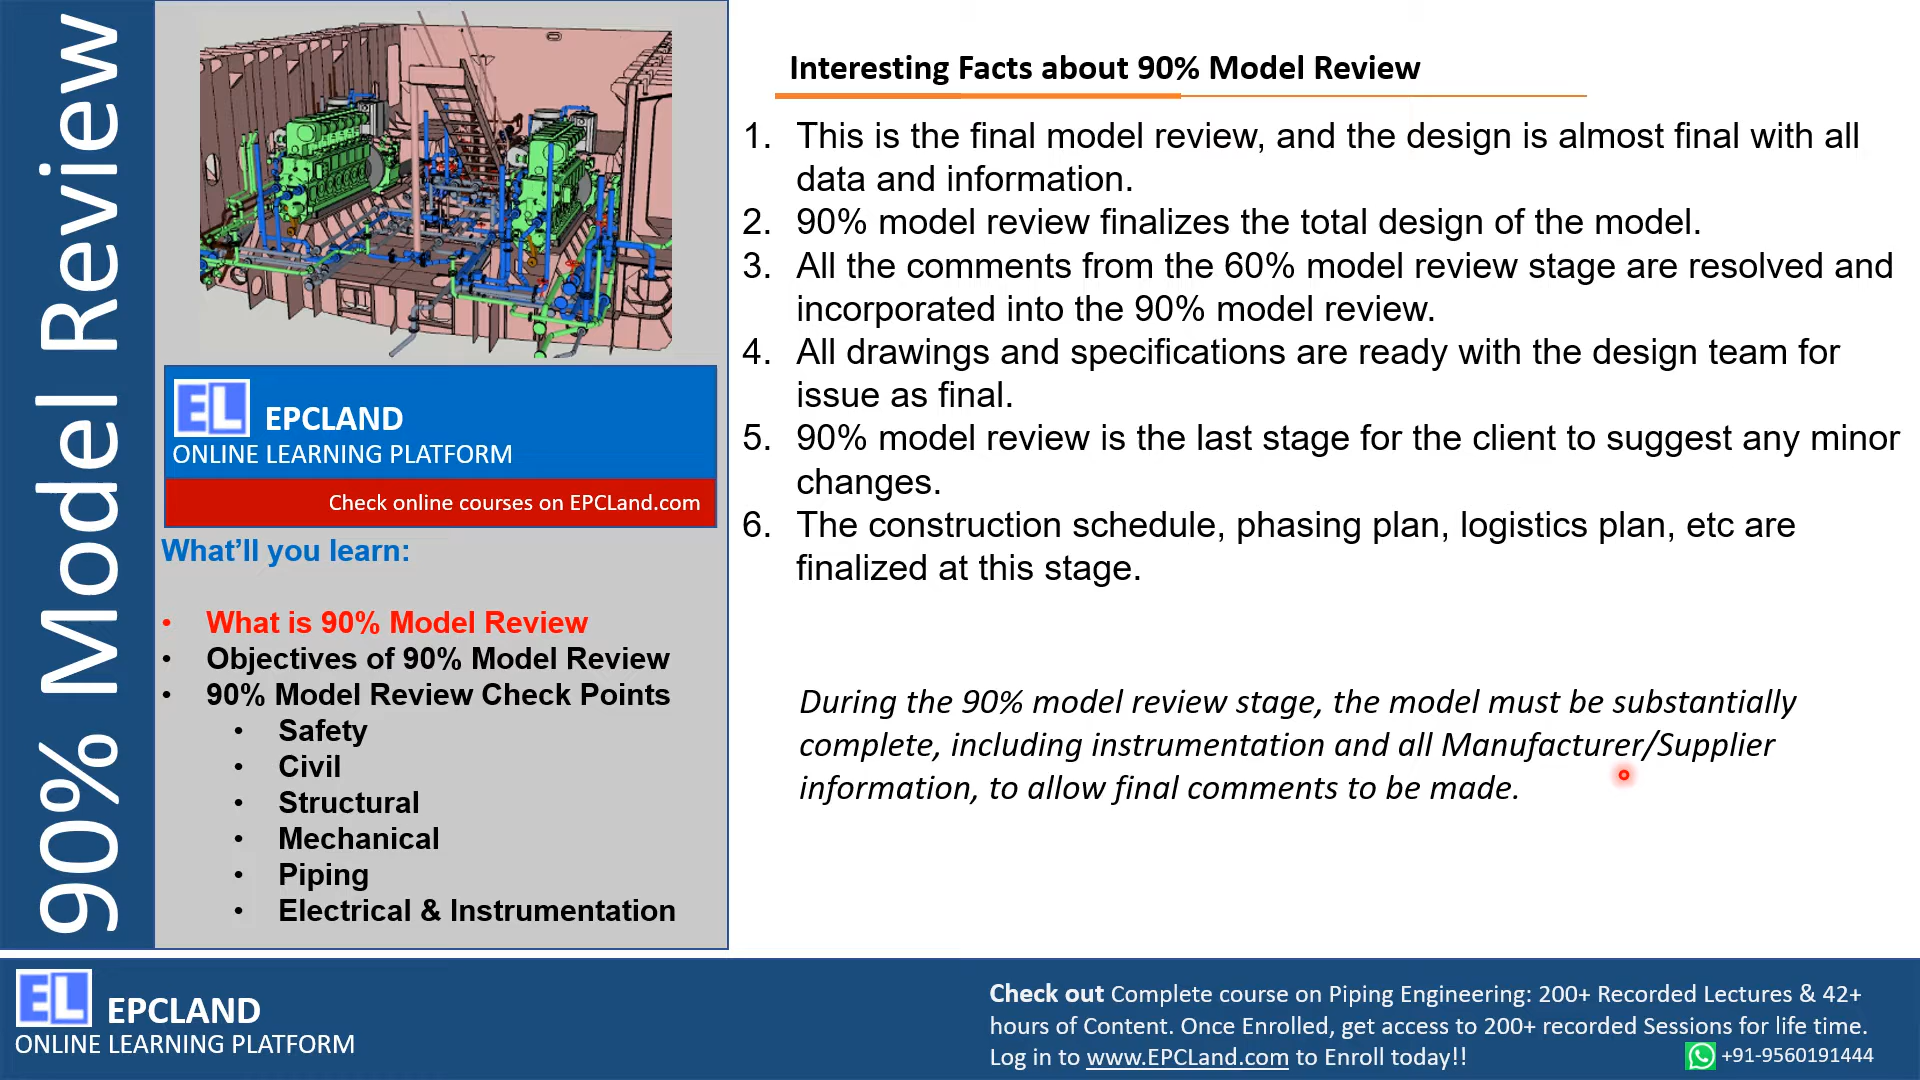 90% Model Review
EL EPCLAND
ONLINE LEARNING PLATFORM
Check online courses on EPCLand.com
What’ll you learn:
• What is 90% Model Review
• Objectives of 90% Model Review
• 90% Model Review Check Points
• Safety
• Civil
• Structural
• Mechanical
• Piping
• Electrical & Instrumentation
Interesting Facts about 90% Model Review
1. This is the final model review, and the design is almost final with all
data and information.
2. 90% model review finalizes the total design of the model.
3. All the comments from the 60% model review stage are resolved and
incorporated into the 90% model review.
4. All drawings and specifications are ready with the design team for
issue as final.
5. 90% model review is the last stage for the client to suggest any minor
changes.
6. The construction schedule, phasing plan, logistics plan, etc are
finalized at this stage.
During the 90% model review stage, the model must be substantially
complete, including instrumentation and all Manufacturer/Supplier
information, to allow final comments to be made.
EL EPCLAND
ONLINE LEARNING PLATFORM
Check out Complete course on Piping Engineering: 200+ Recorded Lectures & 42+
hours of Content. Once Enrolled, get access to 200+ recorded Sessions for life time.
Log in to www.EPCLand.com to Enroll today!!
+91-9560191444